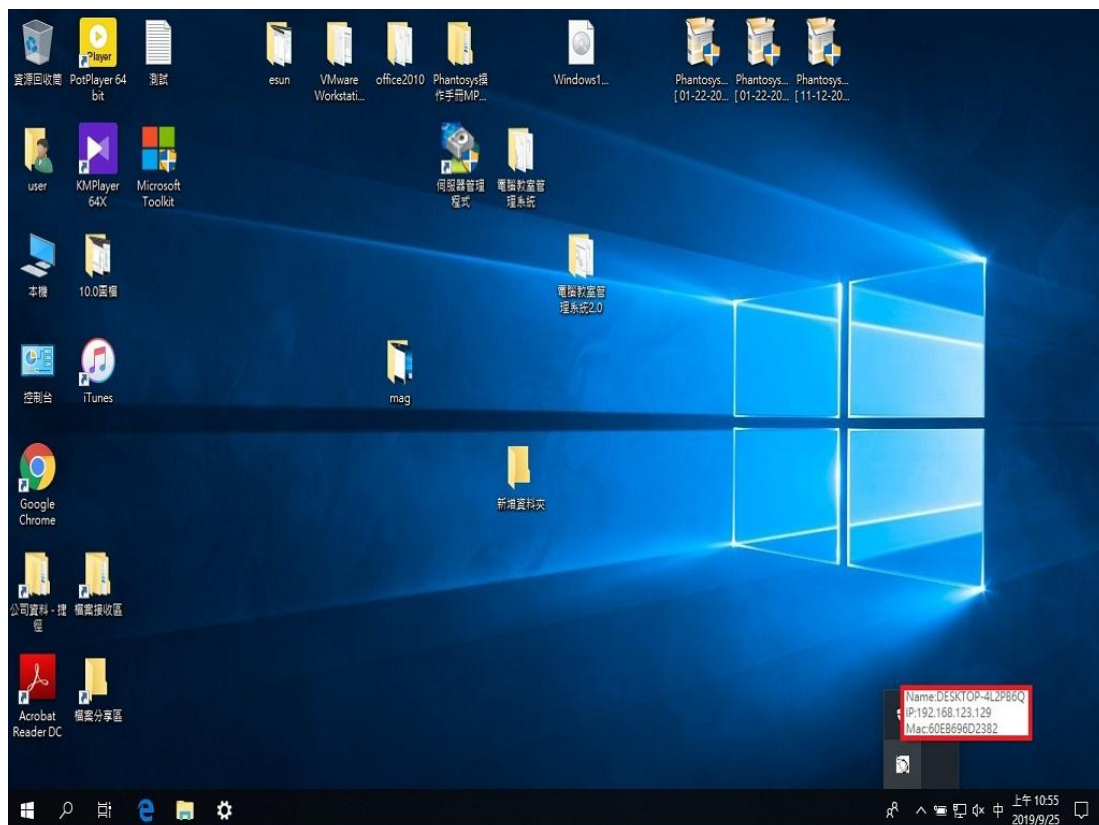 Player
資源回收筒
PotPlayer 64
bit
測試
esun
VMware
Workstati...
office2010
Phantosys操
作手冊MP...
Windows1...
Phantosys...
[ 01-22-20...
Phantosys...
[ 01-22-20...
Phantosys...
[ 11-12-20...
user
KMPlayer
64X
Microsoft
Toolkit
伺服器管理
程式
電腦教室管
理系統
本機
10.0圖檔
電腦教室管
理系統2.0
控制台
iTunes
mag
Google
Chrome
新增資料夾
公司資料 - 捷
徑
檔案接收區
Acrobat
Reader DC
檔案分享區
Name:DESKTOP-4L2PB6Q
IP:192.168.123.129
Mac:60EB696D2382
中
上午 10:55
2019/9/25